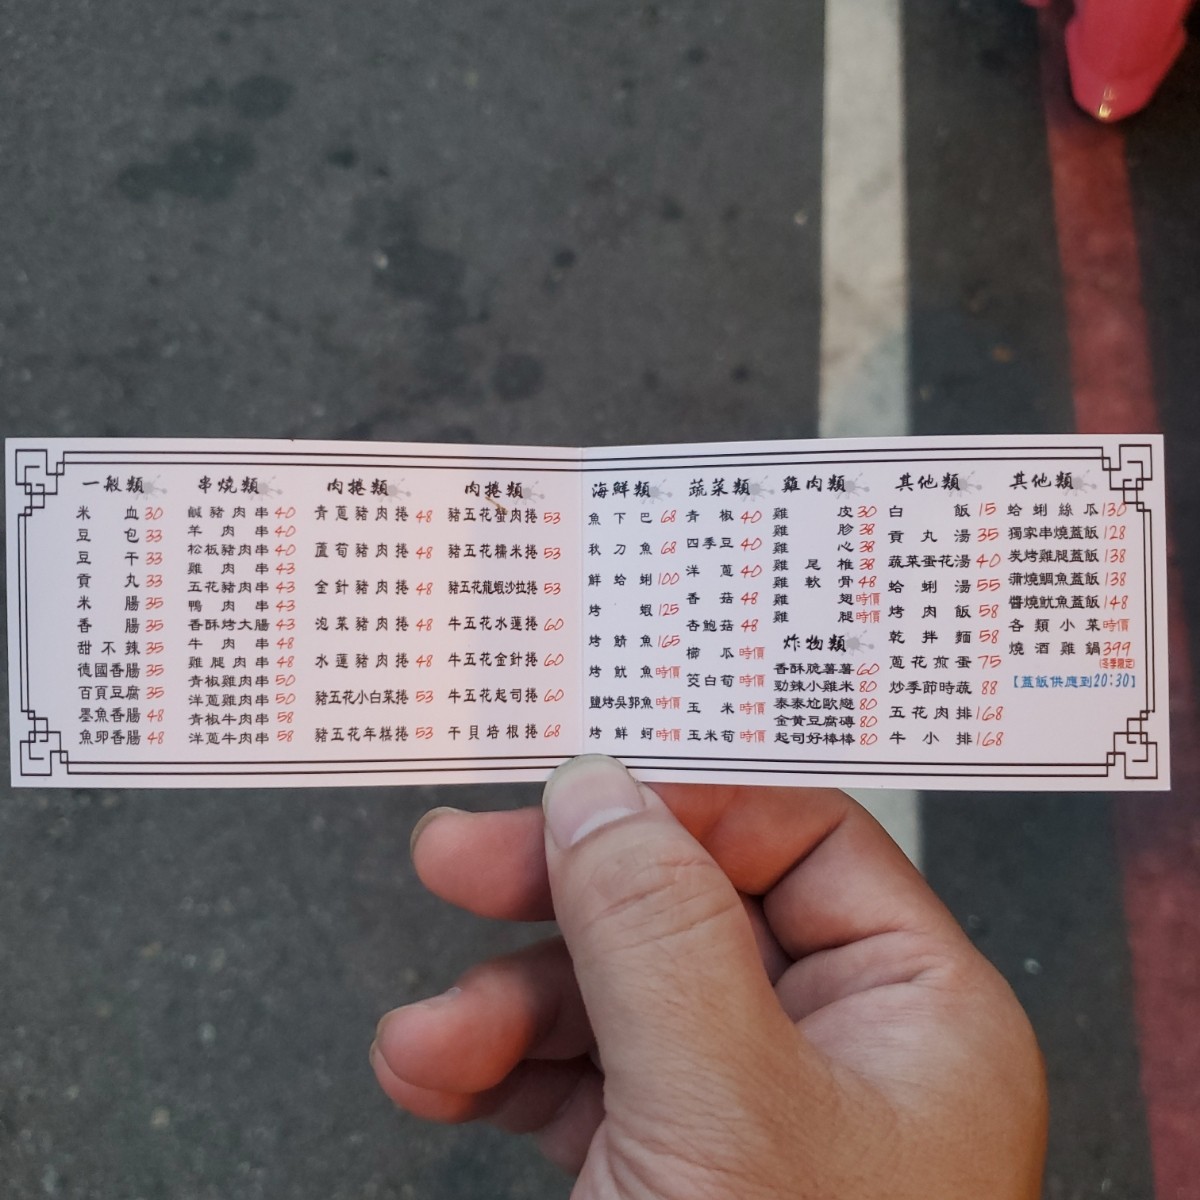 一般類
米血 30
豆包 33
豆干 33
貢丸 33
米腸 35
香腸 35
甜不辣 35
德國香腸 35
百頁豆腐 35
墨魚香腸 48
魚卵香腸 48
串燒類
鹹豬肉串 40
羊肉串 40
松板豬肉串 40
雞肉串 43
五花豬肉串 43
鴨肉串 43
香酥烤大腸 43
牛肉串 48
雞腿肉串 48
青椒雞肉串 50
洋蔥雞肉串 50
青椒牛肉串 58
洋蔥牛肉串 58
肉捲類
青蔥豬肉捲 48
蘆荀豬肉捲 48
金針豬肉捲 48
泡菜豬肉捲 48
水蓮豬肉捲 48
豬五花小白菜捲 53
豬五花年糕捲 53
肉捲類
豬五花蟹肉捲 53
豬五花糯米捲 53
豬五花龍蝦沙拉捲 53
牛五花水蓮捲 60
牛五花金針捲 60
牛五花起司捲 60
干貝培根捲 68
海鮮類
魚下巴 68
秋刀魚 68
鮮蛤蜊 100
烤蝦 125
烤鯖魚 165
烤魷魚 時價
鹽烤吳郭魚 時價
烤鮮蚵 時價
蔬菜類
青椒 40
四季豆 40
洋蔥 40
香菇 48
杏鮑菇 48
櫛瓜 時價
筊白荀 時價
玉米 時價
玉米荀 時價
雞肉類
雞皮 30
雞胗 38
雞心 38
雞尾椎 38
雞軟骨 48
雞翅 時價
雞腿 時價
炸物類
香酥脆薯薯 60
勁辣小雞米 80
泰泰尬歐戀 80
金黄豆腐磚 80
起司好棒棒 80
其他類
白飯 15
貢丸湯 35
蔬菜蛋花湯 40
蛤蜊湯 55
烤肉飯 58
乾拌麵 58
蔥花煎蛋 75
炒季節時蔬 88
五花肉排 168
牛小排 168
其他類
蛤蜊絲瓜 130
獨家串燒蓋飯 128
炭烤雞腿蓋飯 138
蒲燒鯛魚蓋飯 138
醬燒魷魚蓋飯 148
各類小菜 時價
燒酒雞鍋 399
(冬季限定)
【蓋飯供應到20:30】